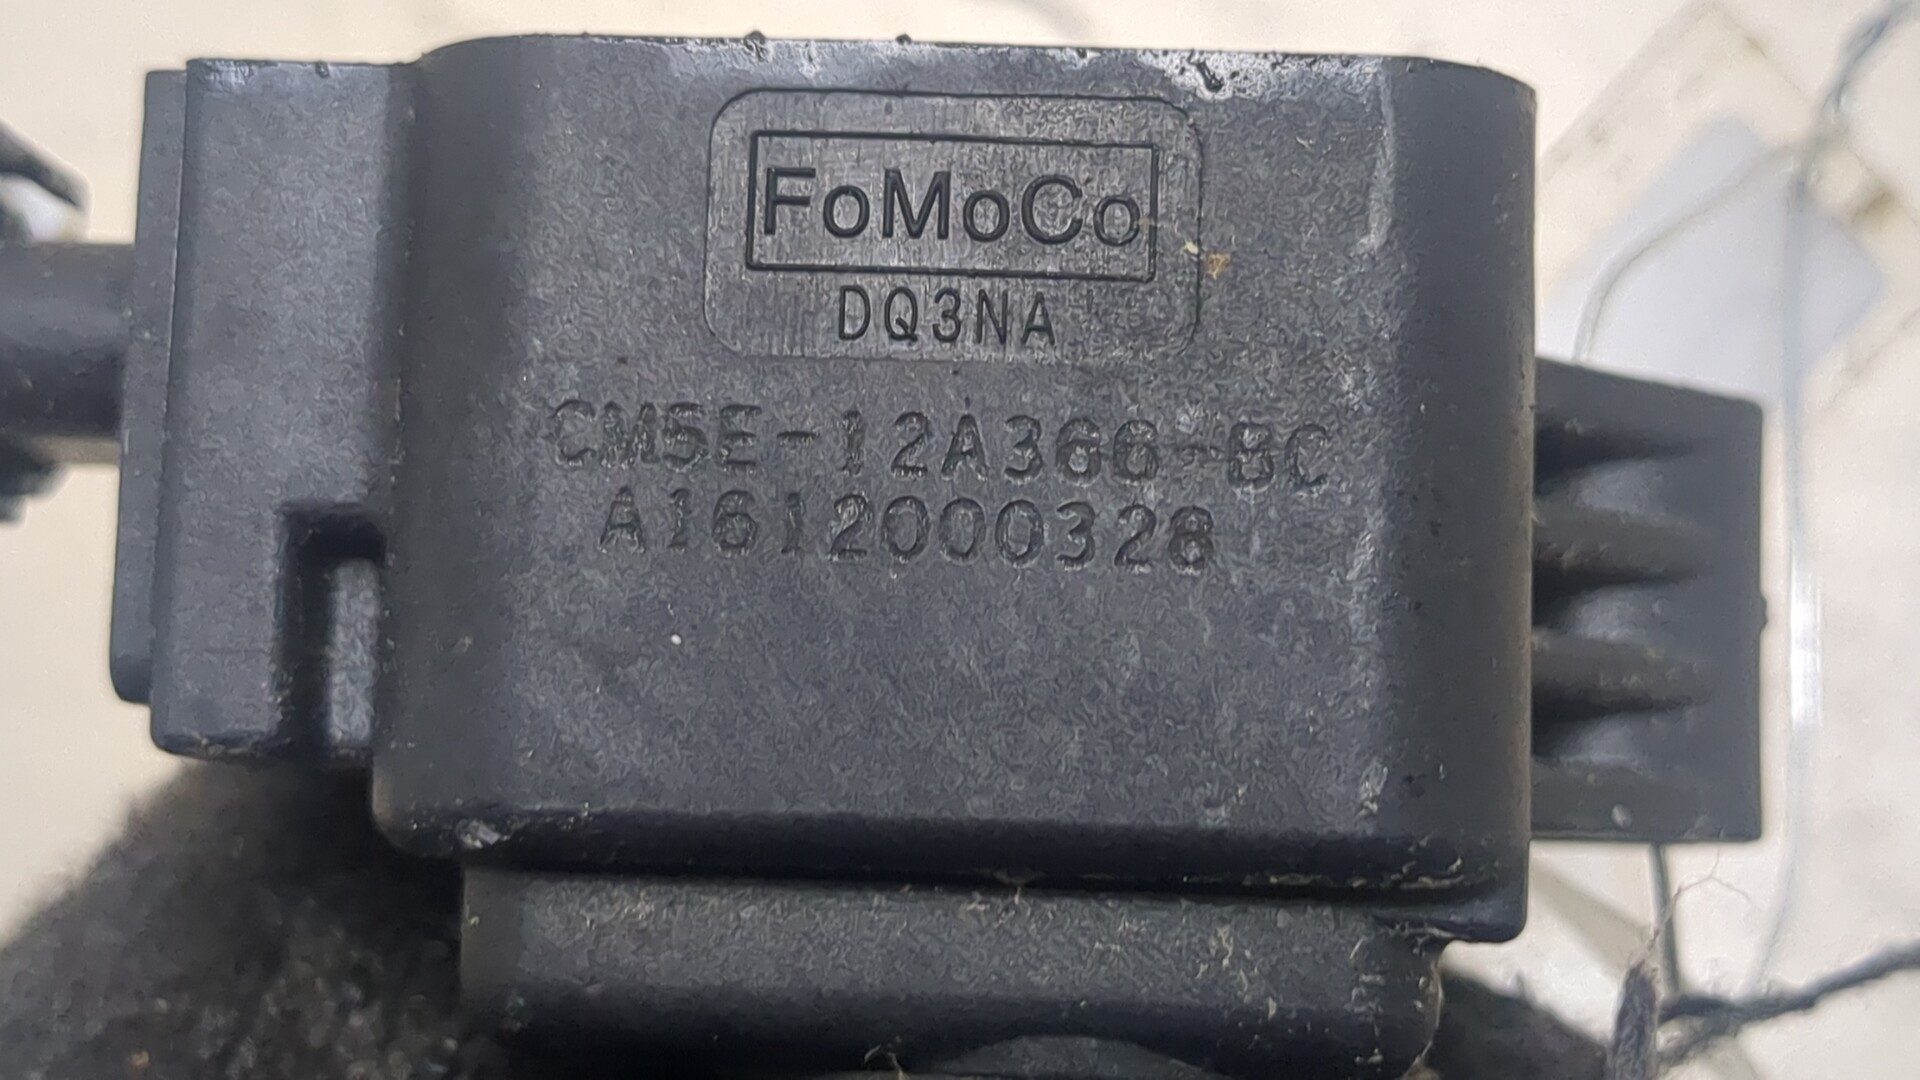 FoMoCo
DQ3NA
CM5E-12A366-BC
A1612000328